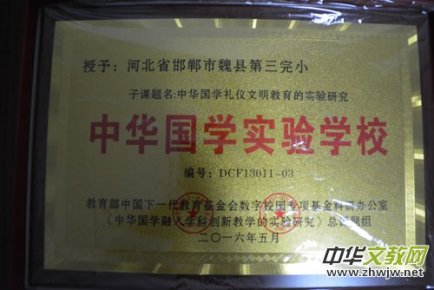 授予：河北省邯郸市魏县第三完小
子课题名:中华国学礼仪文明教育的实验研究
中华国学实验学校
编号：DCF13011-03
教育部中国下一代教育基金会数字校园专项基金科研办公室
《中华国学融入学科创新教学的实验研究》总课题组
二〇一六年五月
中华文教网
www.zhwjw.net